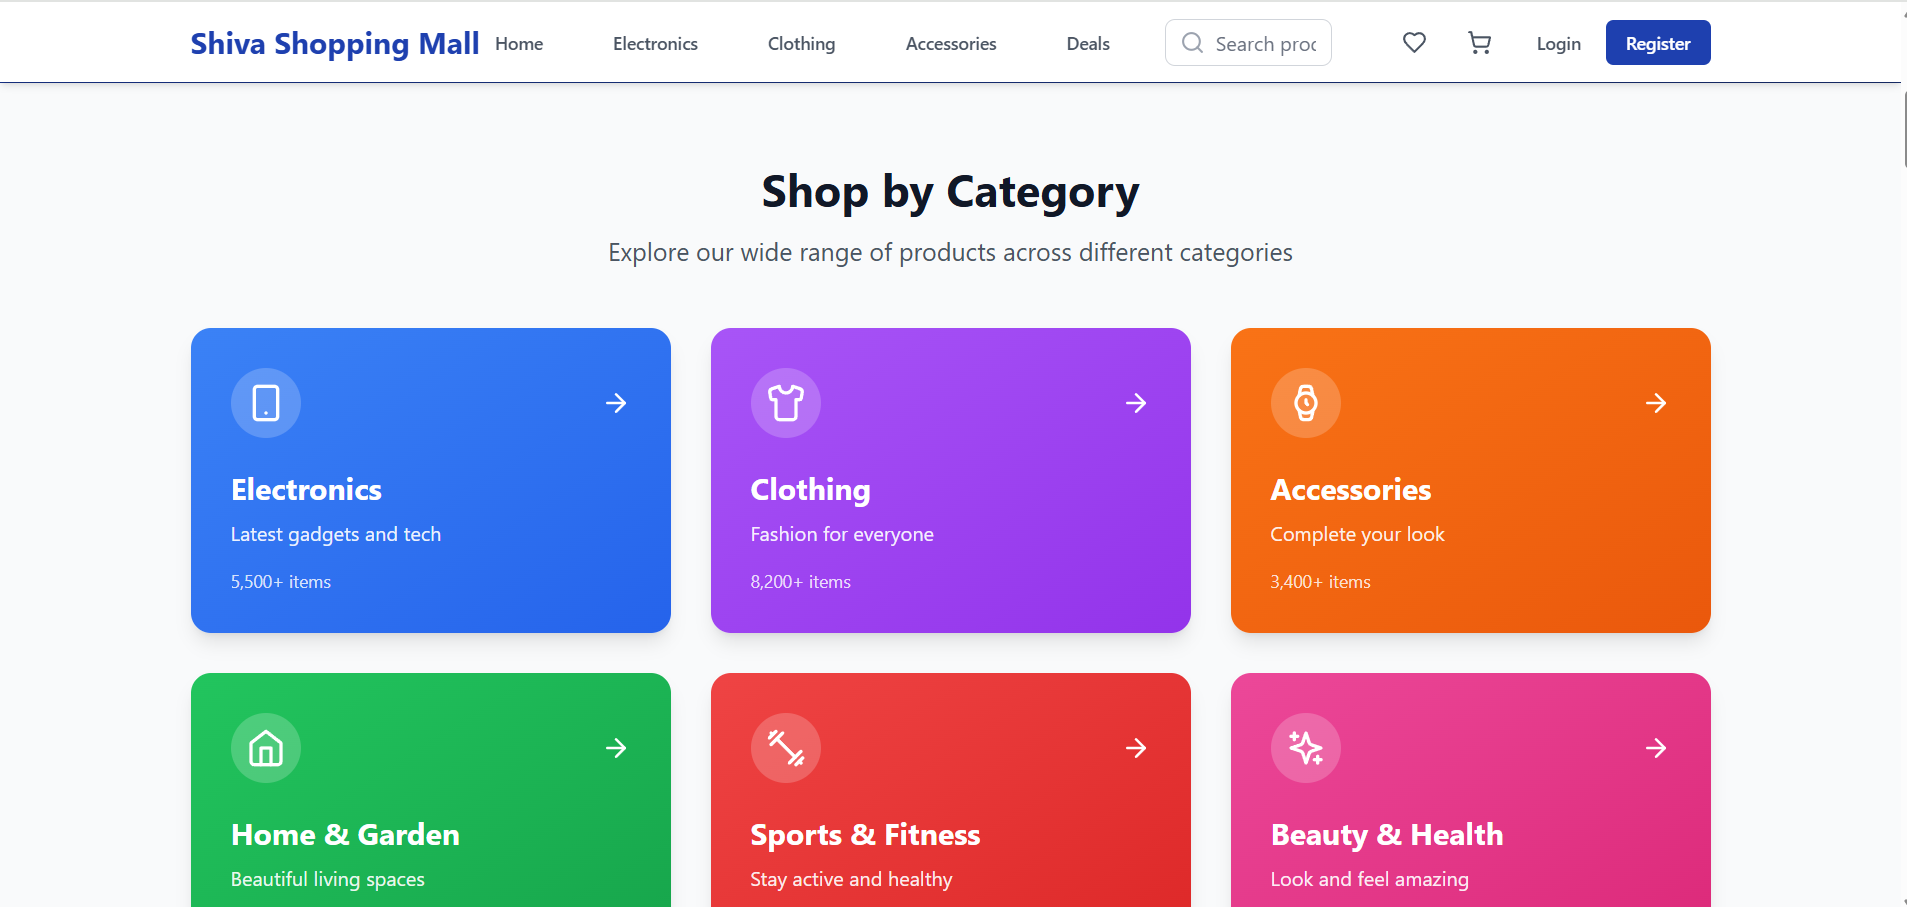 Shiva Shopping Mall Home Electronics Clothing Accessories Deals Search proc Login Register
Shop by Category
Explore our wide range of products across different categories
Electronics
Latest gadgets and tech
5,500+ items
Clothing
Fashion for everyone
8,200+ items
Accessories
Complete your look
3,400+ items
Home & Garden
Beautiful living spaces
Sports & Fitness
Stay active and healthy
Beauty & Health
Look and feel amazing